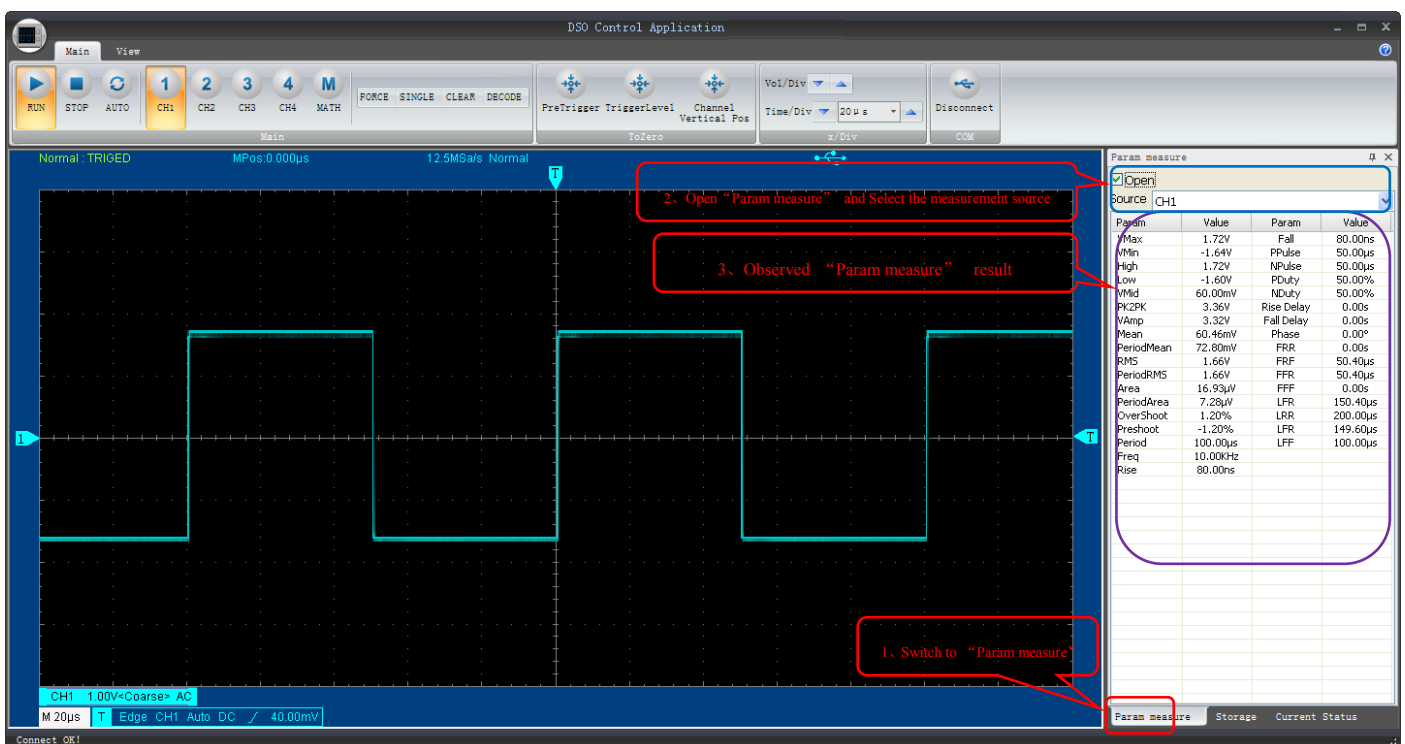 DSO Control Application
Main View
RUN STOP AUTO
1 2 3 4 M
CH1 CH2 CH3 CH4 MATH
FORCE SINGLE CLEAR DECODE
Main
PreTrigger TriggerLevel Channel
Vertical Pos
ToZero
Vol/Div
Time/Div 20μs
x/Div
Disconnect
COM
Normal : TRIGED MPos:0.000μs 12.5MSa/s Normal
T
2、Open“Param measure” and Select the measurement source
3、Observed “Param measure” result
1
T
1、Switch to “Param measure”
CH1 1.00V<Coarse> AC
M 20μs T Edge CH1 Auto DC / 40.00mV
Param measure
Open
Source CH1
Param Value Param Value
VMax 1.72V Fall 80.00ns
VMin -1.64V PPulse 50.00μs
High 1.72V NPulse 50.00μs
Low -1.60V PDuty 50.00%
VMid 60.00mV NDuty 50.00%
PK2PK 3.36V Rise Delay 0.00s
VAmp 3.32V Fall Delay 0.00s
Mean 60.46mV Phase 0.00°
PeriodMean 72.80mV FRR 0.00s
RMS 1.66V FRF 50.40μs
PeriodRMS 1.66V FFR 50.40μs
Area 16.93μV FFF 0.00s
PeriodArea 7.28μV LFR 150.40μs
OverShoot 1.20% LRR 200.00μs
Preshoot -1.20% LFR 149.60μs
Period 100.00μs LFF 100.00μs
Freq 10.00KHz
Rise 80.00ns
Param measure Storage Current Status
Connect OK!